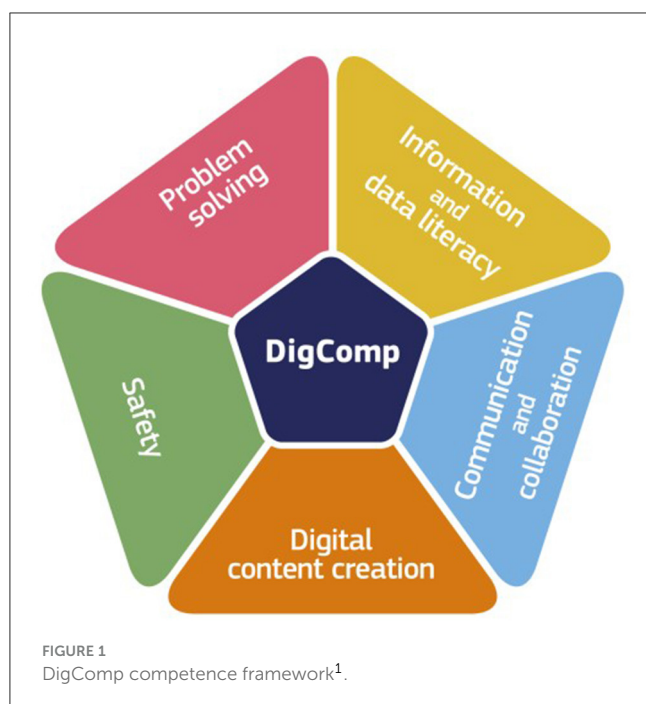 Problem
solving
Information
and
data literacy
DigComp
Safety
Communication
and
collaboration
Digital
content creation
FIGURE 1
DigComp competence framework1.